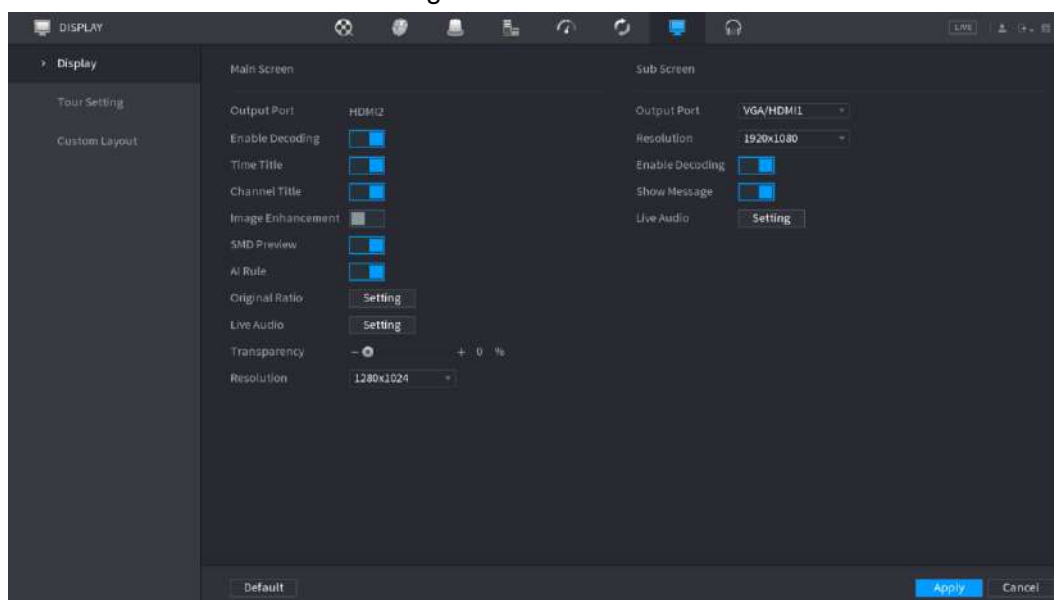 DISPLAY
LIVE
Display
Tour Setting
Custom Layout
Main Screen
Output Port HDMI2
Enable Decoding
Time Title
Channel Title
Image Enhancement
SMD Preview
AI Rule
Original Ratio Setting
Live Audio Setting
Transparency - + 0 %
Resolution 1280x1024
Sub Screen
Output Port VGA/HDMI1
Resolution 1920x1080
Enable Decoding
Show Message
Live Audio Setting
Default
Apply
Cancel